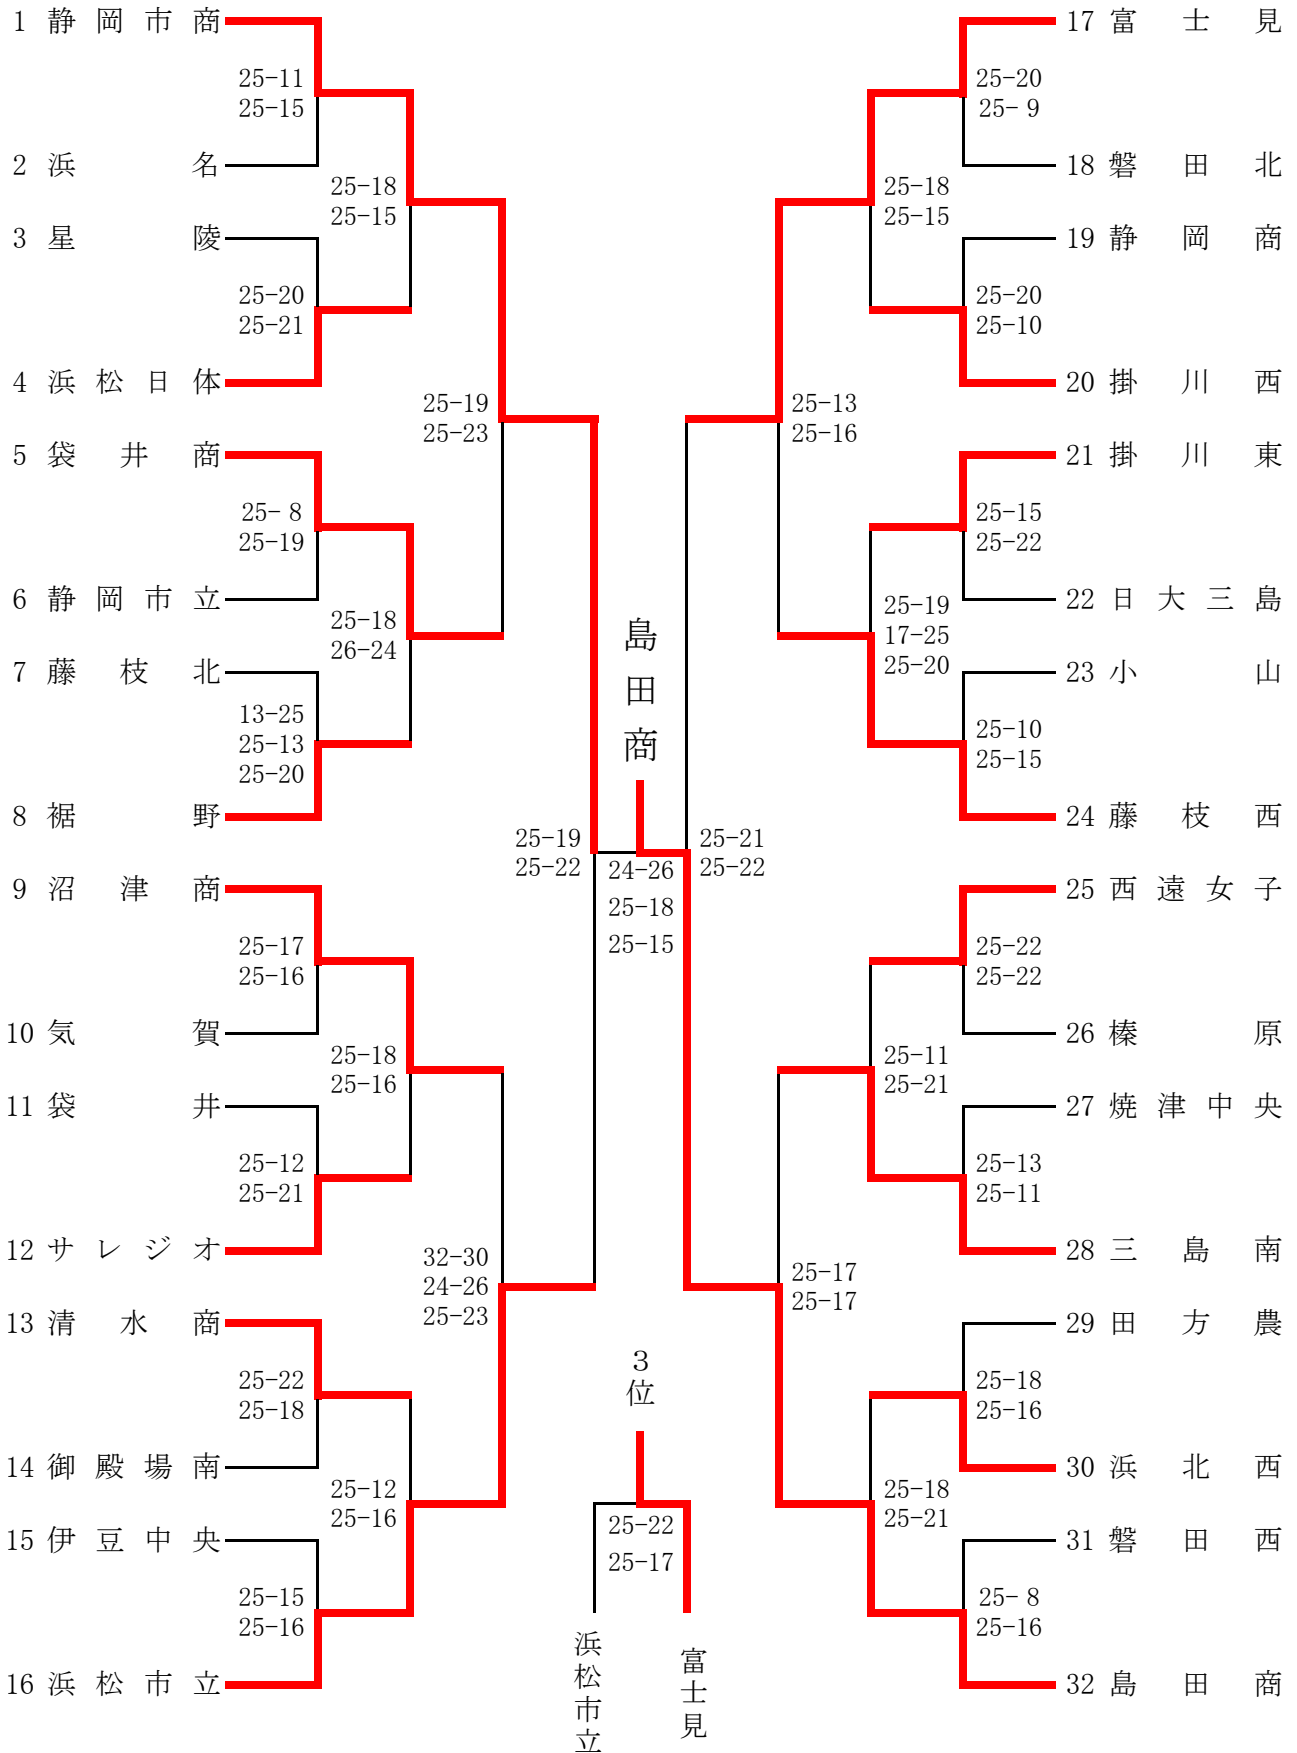 1 静岡市商
25-11
25-15
2 浜名
25-18
25-15
3 星陵
25-20
25-21
4 浜松日体
25-19
25-23
5 袋井商
25- 8
25-19
6 静岡市立
25-18
26-24
7 藤枝北
13-25
25-13
25-20
8 裾野
25-19
25-22
9 沼津商
25-17
25-16
10 気賀
25-18
25-16
11 袋井
25-12
25-21
12 サレジオ
32-30
24-26
25-23
13 清水商
25-22
25-18
14 御殿場南
25-12
25-16
15 伊豆中央
25-15
25-16
16 浜松市立
島田商
24-26
25-18
25-15
3位
25-22
25-17
浜松市立
富士見
17 富士見
25-20
25- 9
18 磐田北
25-18
25-15
19 静岡商
25-20
25-10
20 掛川西
25-13
25-16
21 掛川東
25-15
25-22
22 日大三島
25-19
17-25
25-20
23 小山
25-10
25-15
24 藤枝西
25-21
25-22
25 西遠女子
25-22
25-22
26 榛原
25-11
25-21
27 焼津中央
25-13
25-11
28 三島南
25-17
25-17
29 田方農
25-18
25-16
30 浜北西
25-18
25-21
31 磐田西
25- 8
25-16
32 島田商